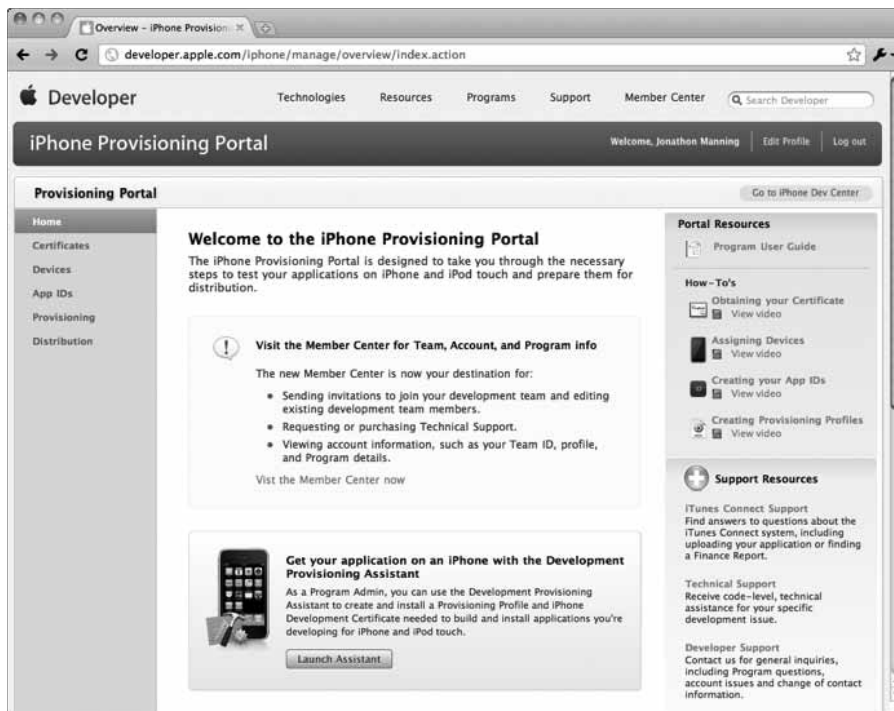 Overview – iPhone Provision
developer.apple.com/iphone/manage/overview/index.action
Developer
Technologies
Resources
Programs
Support
Member Center
Search Developer
iPhone Provisioning Portal
Welcome, Jonathon Manning
Edit Profile
Log out
Provisioning Portal
Go to iPhone Dev Center
Home
Certificates
Devices
App IDs
Provisioning
Distribution
Welcome to the iPhone Provisioning Portal
The iPhone Provisioning Portal is designed to take you through the necessary
steps to test your applications on iPhone and iPod touch and prepare them for
distribution.
Visit the Member Center for Team, Account, and Program info
The new Member Center is now your destination for:
• Sending invitations to join your development team and editing
existing development team members.
• Requesting or purchasing Technical Support.
• Viewing account information, such as your Team ID, profile,
and Program details.
Vist the Member Center now
Get your application on an iPhone with the Development
Provisioning Assistant
As a Program Admin, you can use the Development Provisioning
Assistant to create and install a Provisioning Profile and iPhone
Development Certificate needed to build and install applications you're
developing for iPhone and iPod touch.
Launch Assistant
Portal Resources
Program User Guide
How-To's
Obtaining your Certificate
View video
Assigning Devices
View video
Creating your App IDs
View video
Creating Provisioning Profiles
View video
Support Resources
iTunes Connect Support
Find answers to questions about the
iTunes Connect system, including
uploading your application or finding
a Finance Report.
Technical Support
Receive code-level, technical
assistance for your specific
development issue.
Developer Support
Contact us for general inquiries,
including Program questions,
account issues and change of contact
information.